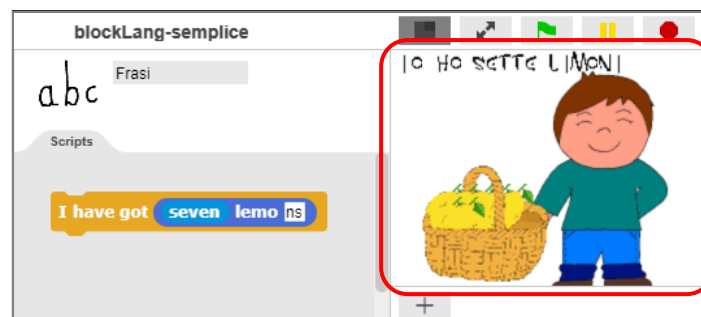 blockLang-semplice
abc
Frasi
Scripts
I have got seven lemo ns
IO HO SETTE LIMONI
+